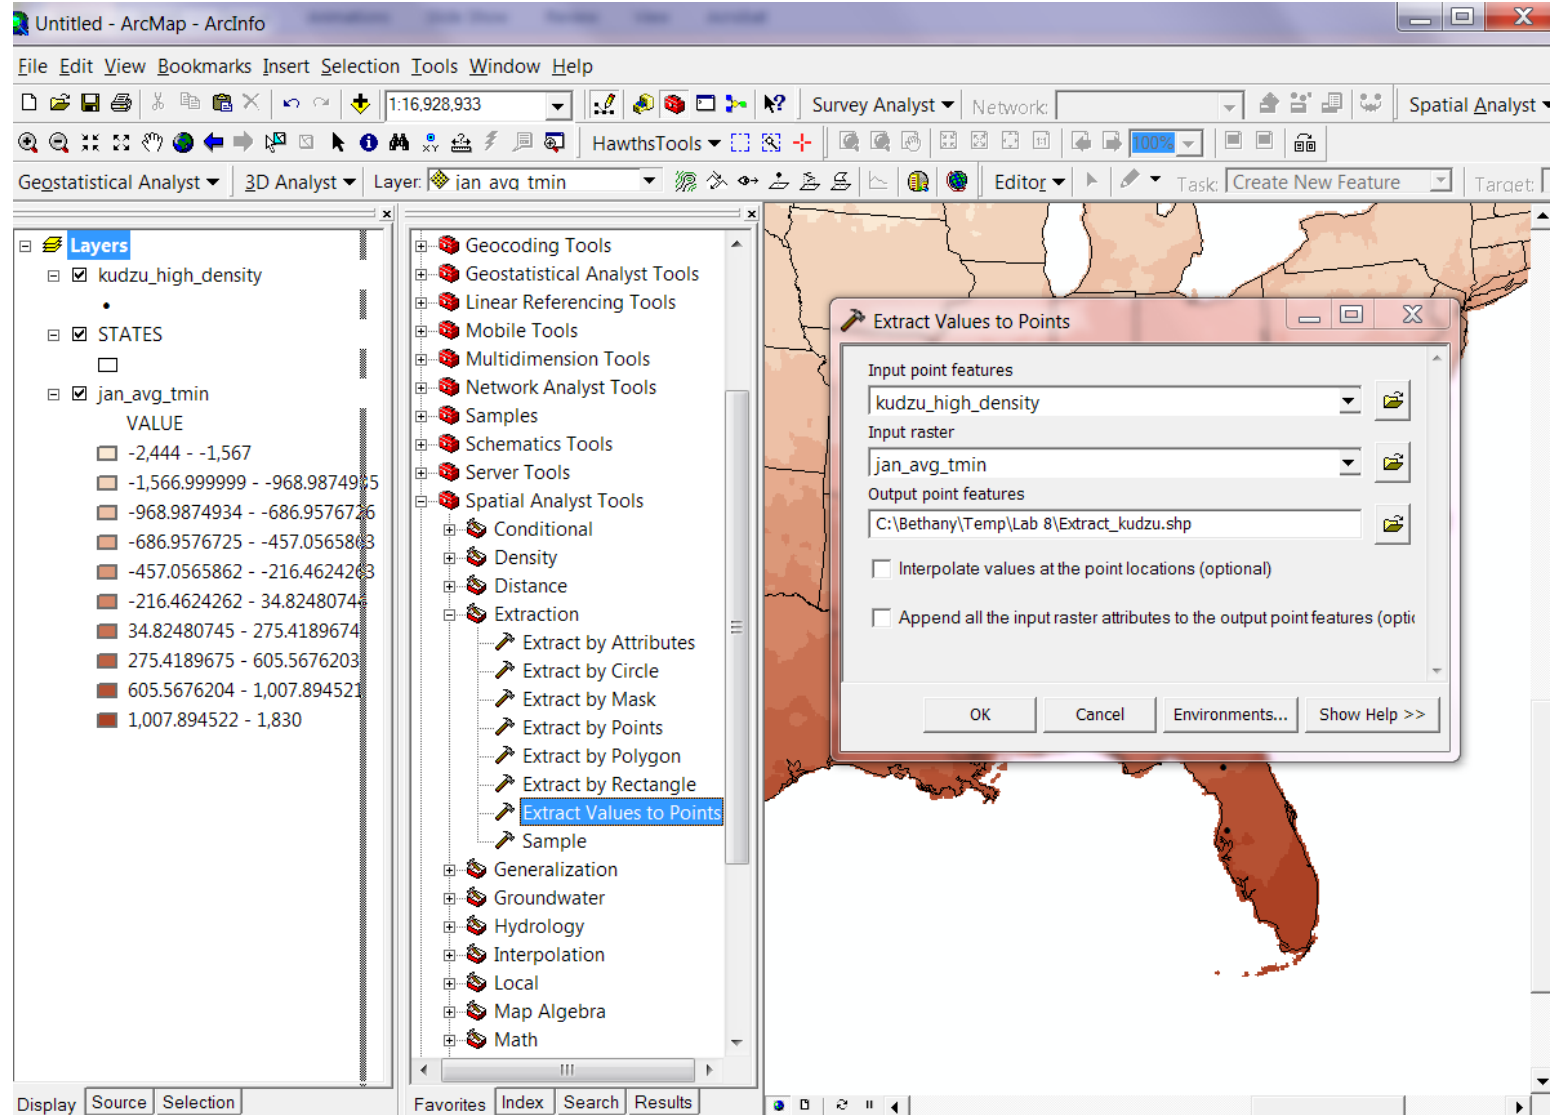 Untitled - ArcMap - ArcInfo
File Edit View Bookmarks Insert Selection Tools Window Help
1:16,928,933
Survey Analyst
Network:
Spatial Analyst
HawthsTools
100%
Geostatistical Analyst
3D Analyst
Layer:
jan avg tmin
Editor
Task:
Create New Feature
Target:
Layers
kudzu_high_density
STATES
jan_avg_tmin
VALUE
-2,444 - -1,567
-1,566.999999 - -968.9874935
-968.9874934 - -686.9576726
-686.9576725 - -457.0565863
-457.0565862 - -216.4624263
-216.4624262 - 34.82480744
34.82480745 - 275.4189674
275.4189675 - 605.5676203
605.5676204 - 1,007.894521
1,007.894522 - 1,830
Display
Source
Selection
Geocoding Tools
Geostatistical Analyst Tools
Linear Referencing Tools
Mobile Tools
Multidimension Tools
Network Analyst Tools
Samples
Schematics Tools
Server Tools
Spatial Analyst Tools
Conditional
Density
Distance
Extraction
Extract by Attributes
Extract by Circle
Extract by Mask
Extract by Points
Extract by Polygon
Extract by Rectangle
Extract Values to Points
Sample
Generalization
Groundwater
Hydrology
Interpolation
Local
Map Algebra
Math
Favorites
Index
Search
Results
Extract Values to Points
Input point features
kudzu_high_density
Input raster
jan_avg_tmin
Output point features
C:\Bethany\Temp\Lab 8\Extract_kudzu.shp
Interpolate values at the point locations (optional)
Append all the input raster attributes to the output point features (optic
OK
Cancel
Environments...
Show Help >>